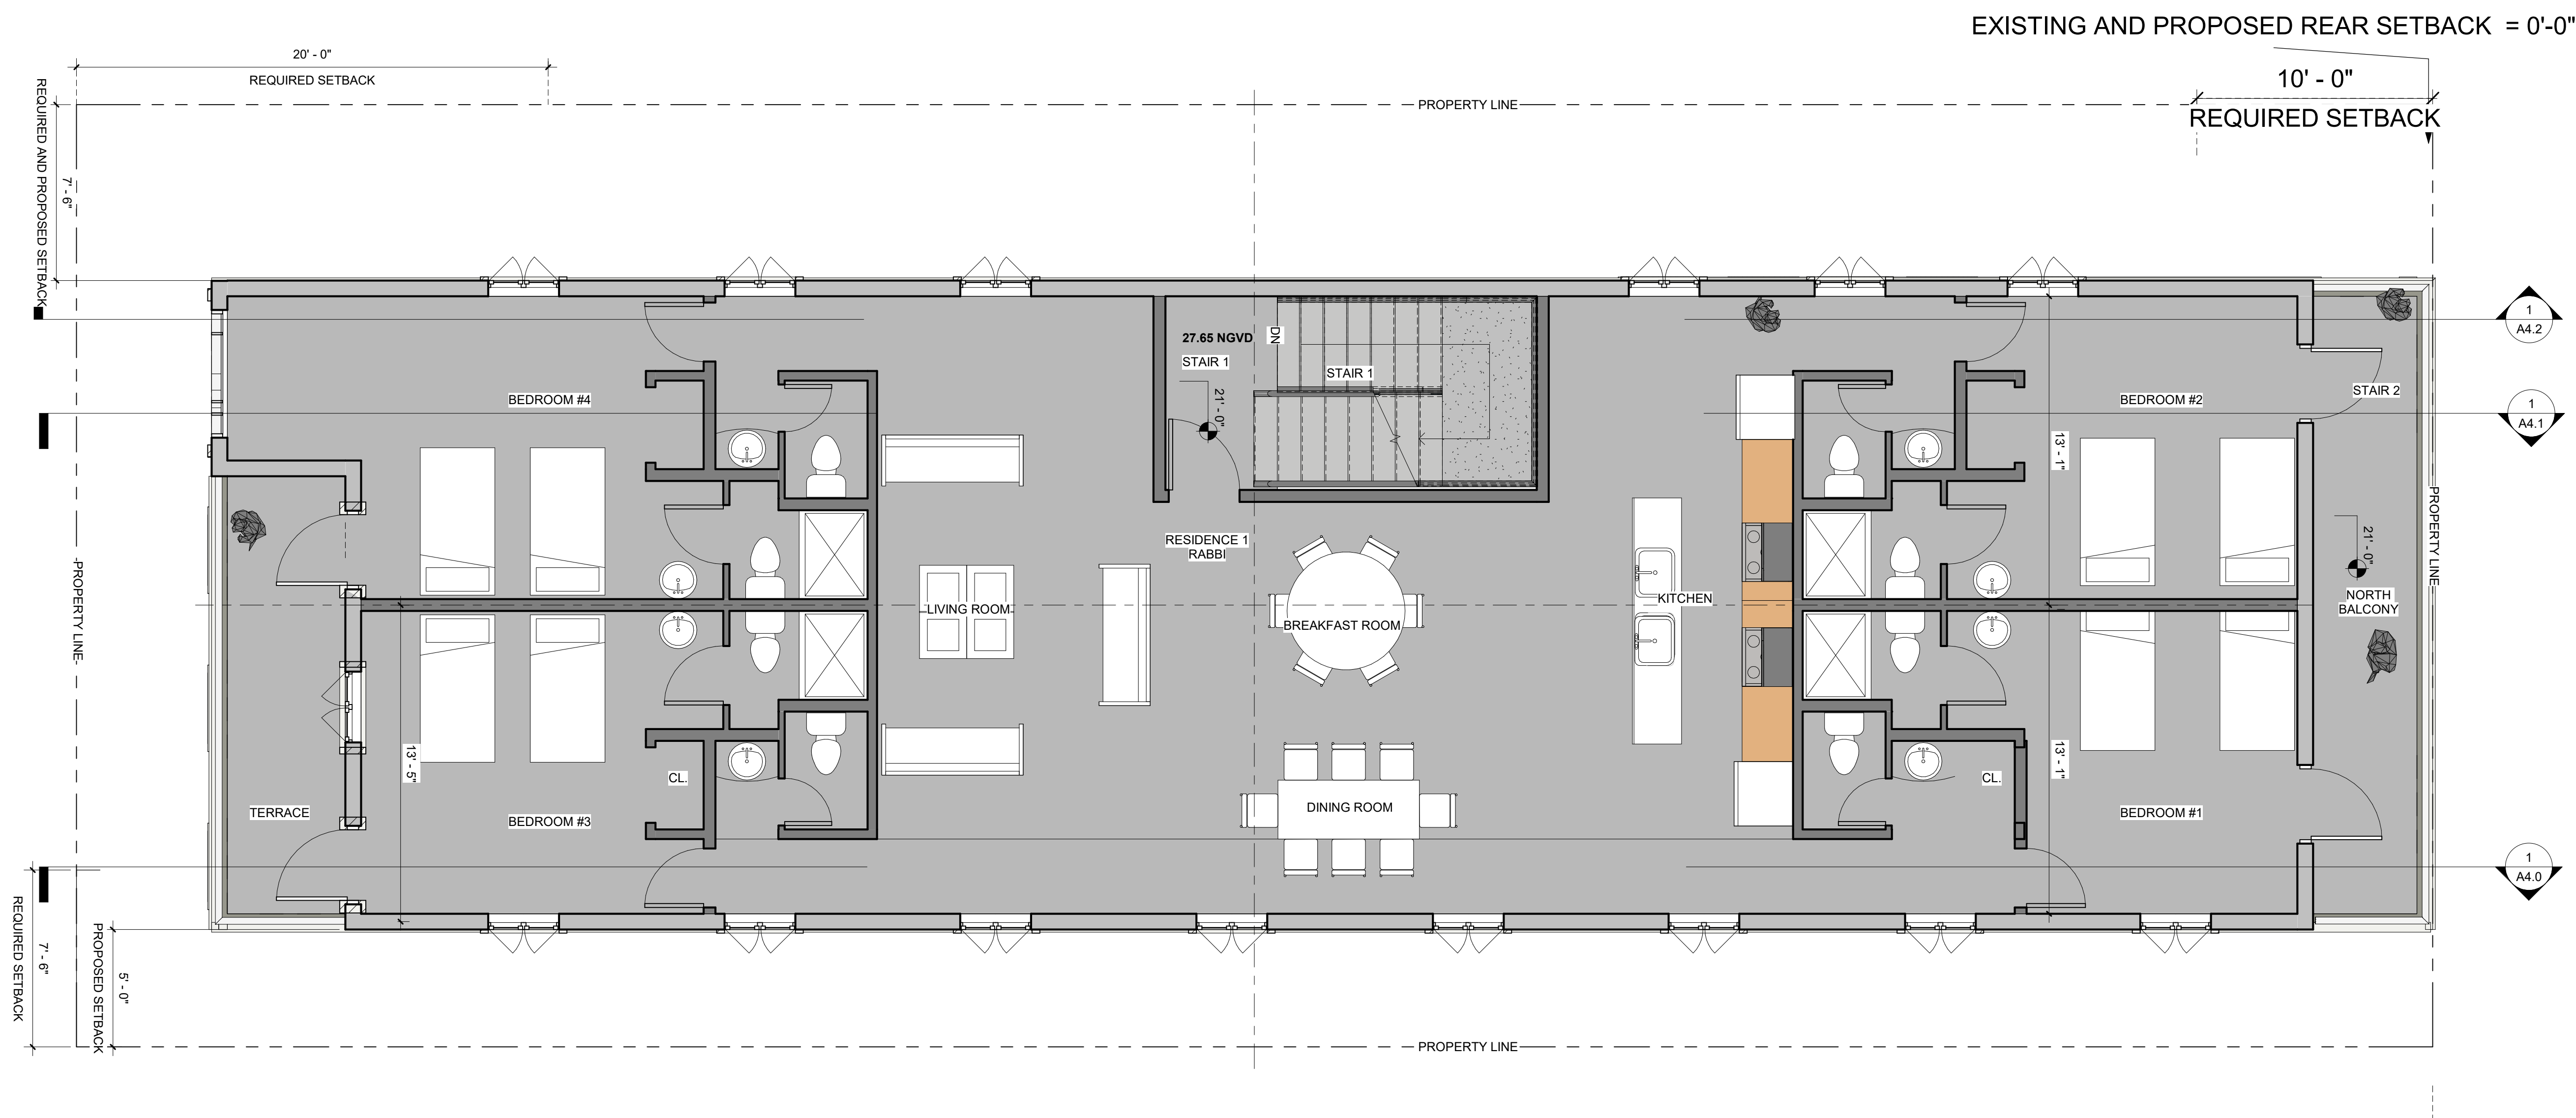 EXISTING AND PROPOSED REAR SETBACK = 0'-0"
20' - 0"
REQUIRED SETBACK
10' - 0"
REQUIRED SETBACK
PROPERTY LINE
REQUIRED AND PROPOSED SETBACK
7' - 6"
27.65 NGVD
STAIR 1
DN
STAIR 1
21' - 0"
1
A4.2
BEDROOM #4
BEDROOM #2
STAIR 2
1
A4.1
13' - 1"
PROPERTY LINE
21' - 0"
RESIDENCE 1
RABBI
PROPERTY LINE
LIVING ROOM
BREAKFAST ROOM
KITCHEN
NORTH
BALCONY
13' - 5"
CL.
13' - 1"
CL.
TERRACE
BEDROOM #3
DINING ROOM
BEDROOM #1
1
A4.0
REQUIRED SETBACK
7' - 6"
PROPOSED SETBACK
5' - 0"
PROPERTY LINE